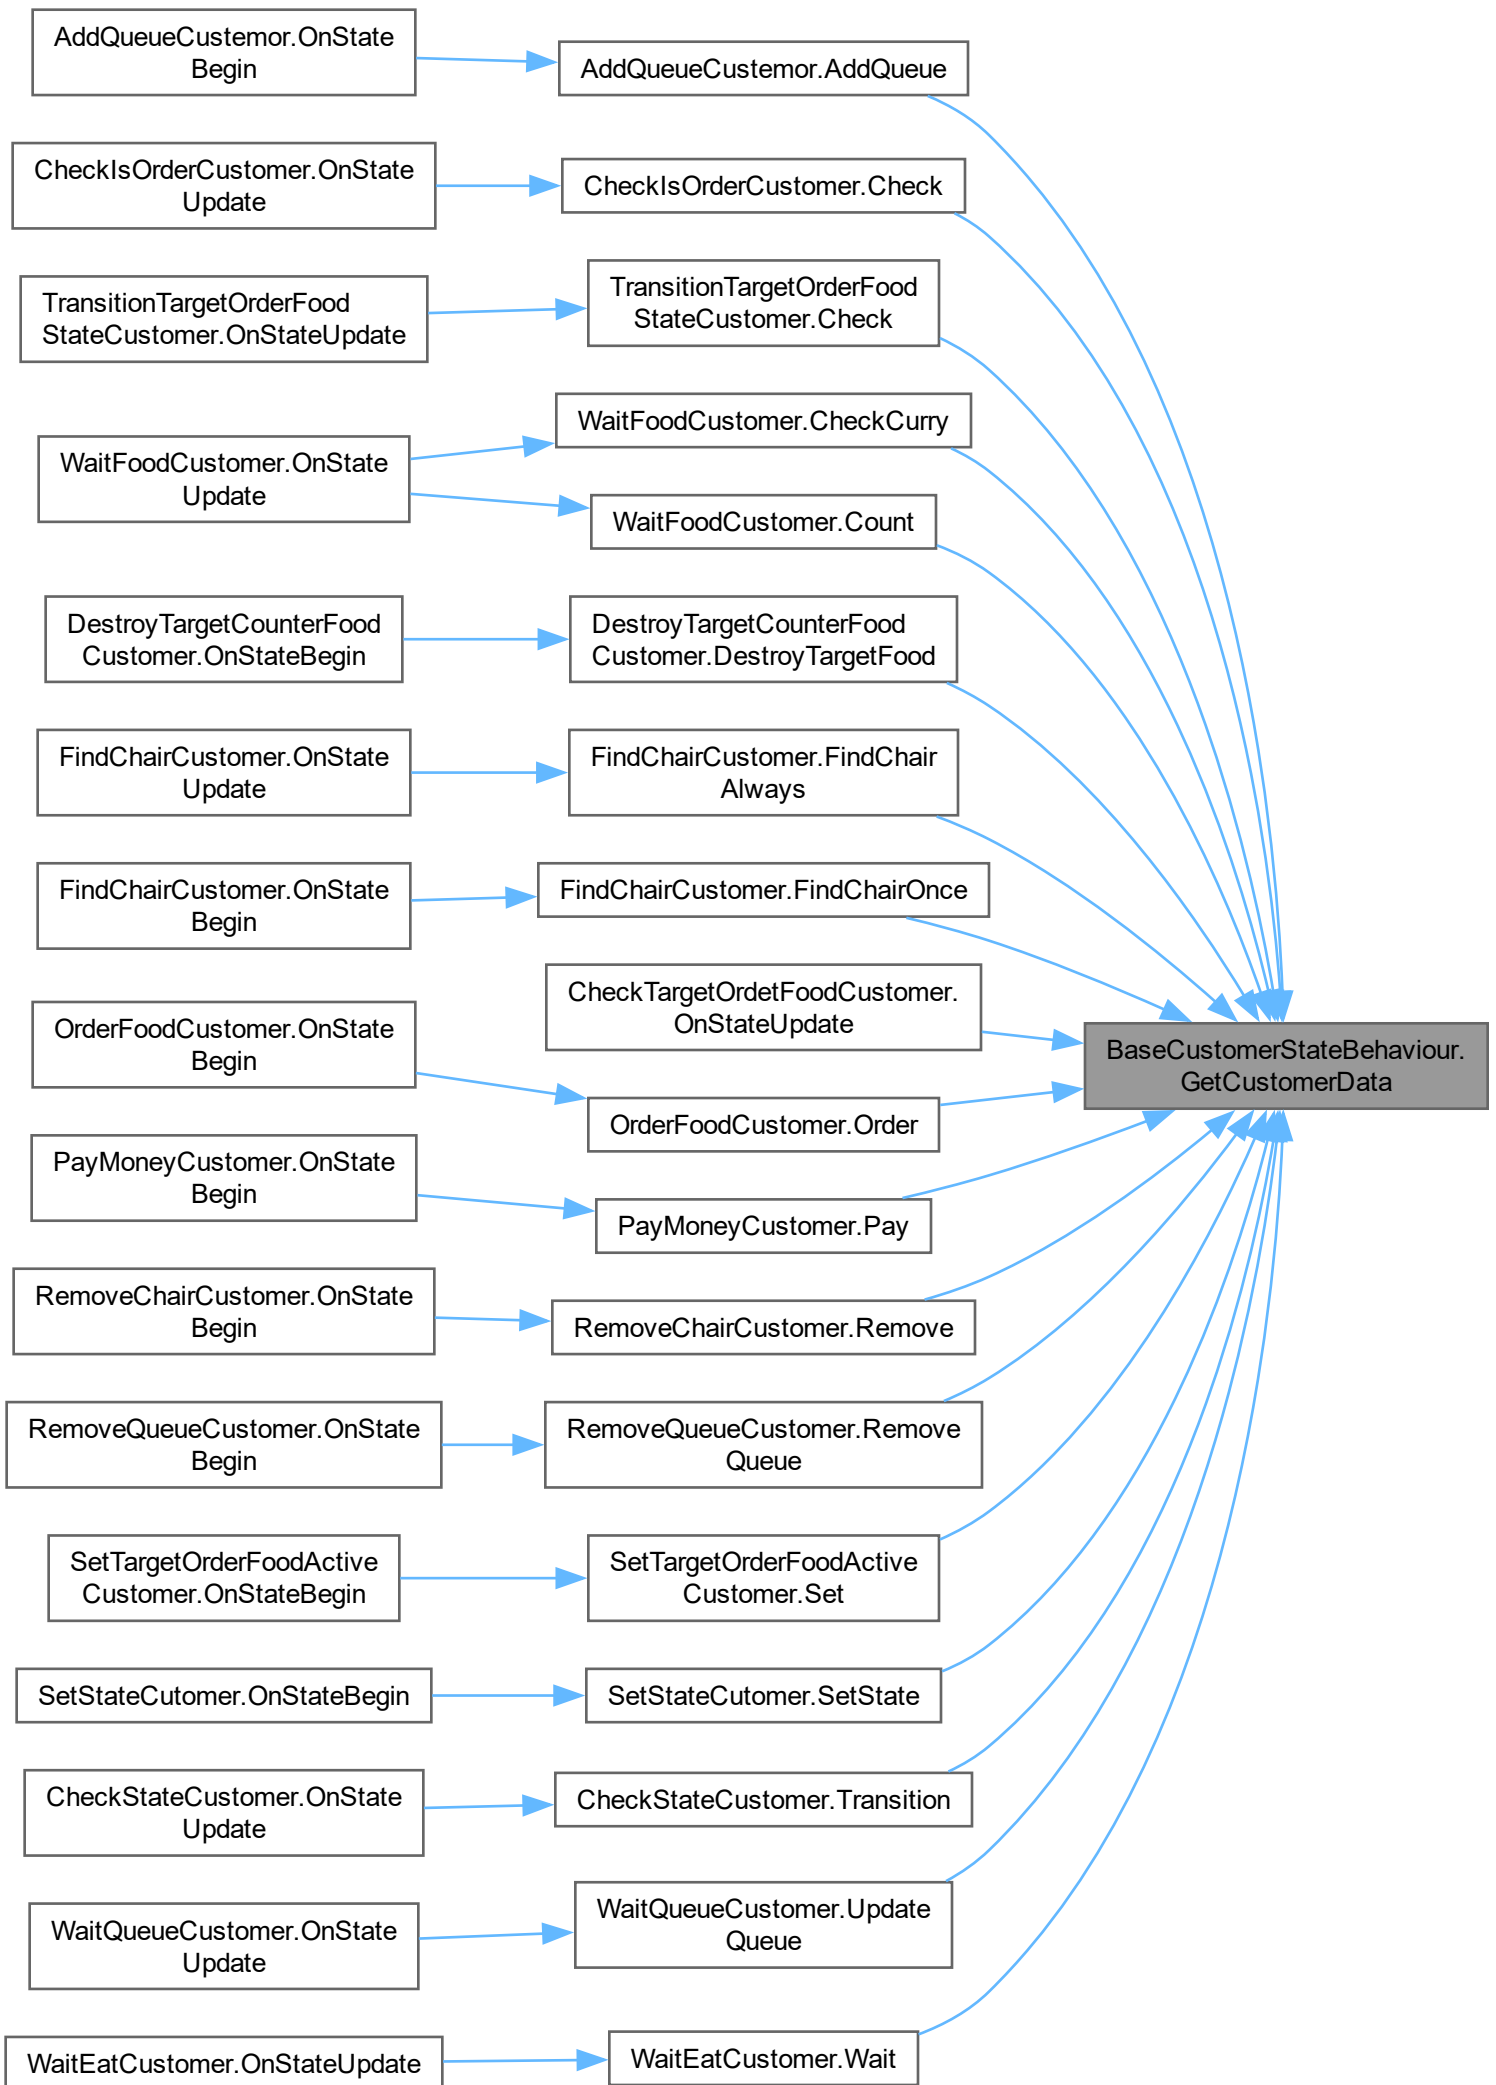 AddQueueCustemor.OnState
Begin
AddQueueCustemor.AddQueue
CheckIsOrderCustomer.OnState
Update
CheckIsOrderCustomer.Check
TransitionTargetOrderFood
StateCustomer.OnStateUpdate
TransitionTargetOrderFood
StateCustomer.Check
WaitFoodCustomer.OnState
Update
WaitFoodCustomer.CheckCurry
WaitFoodCustomer.Count
DestroyTargetCounterFood
Customer.OnStateBegin
DestroyTargetCounterFood
Customer.DestroyTargetFood
FindChairCustomer.OnState
Update
FindChairCustomer.FindChair
Always
FindChairCustomer.OnState
Begin
FindChairCustomer.FindChairOnce
CheckTargetOrdetFoodCustomer.
OnStateUpdate
BaseCustomerStateBehaviour.
GetCustomerData
OrderFoodCustomer.OnState
Begin
OrderFoodCustomer.Order
PayMoneyCustomer.OnState
Begin
PayMoneyCustomer.Pay
RemoveChairCustomer.OnState
Begin
RemoveChairCustomer.Remove
RemoveQueueCustomer.OnState
Begin
RemoveQueueCustomer.Remove
Queue
SetTargetOrderFoodActive
Customer.OnStateBegin
SetTargetOrderFoodActive
Customer.Set
SetStateCutomer.OnStateBegin
SetStateCutomer.SetState
CheckStateCustomer.OnState
Update
CheckStateCustomer.Transition
WaitQueueCustomer.OnState
Update
WaitQueueCustomer.Update
Queue
WaitEatCustomer.OnStateUpdate
WaitEatCustomer.Wait